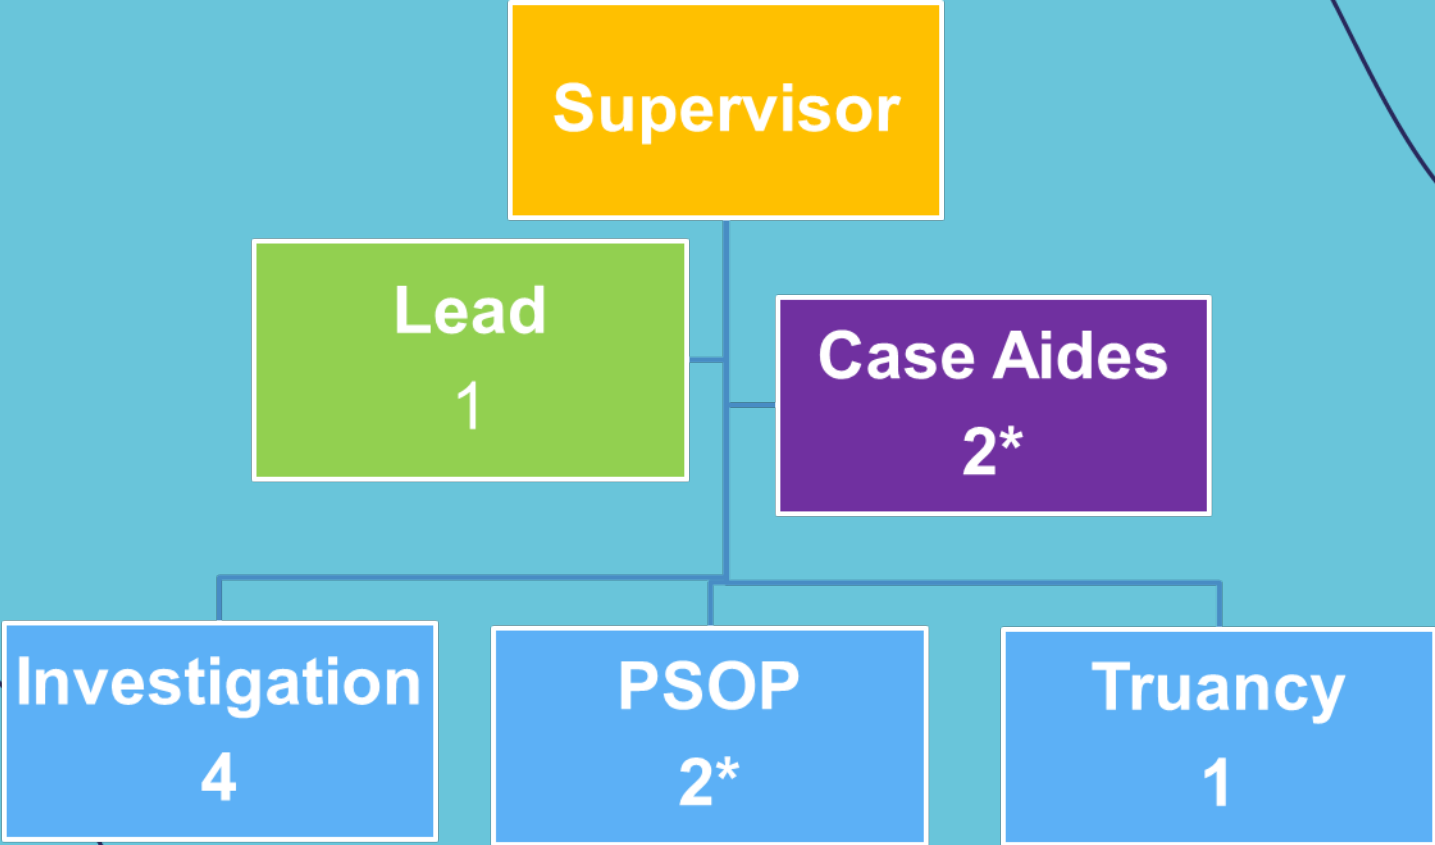 Supervisor
Lead
1
Case Aides
2*
Investigation
4
PSOP
2*
Truancy
1